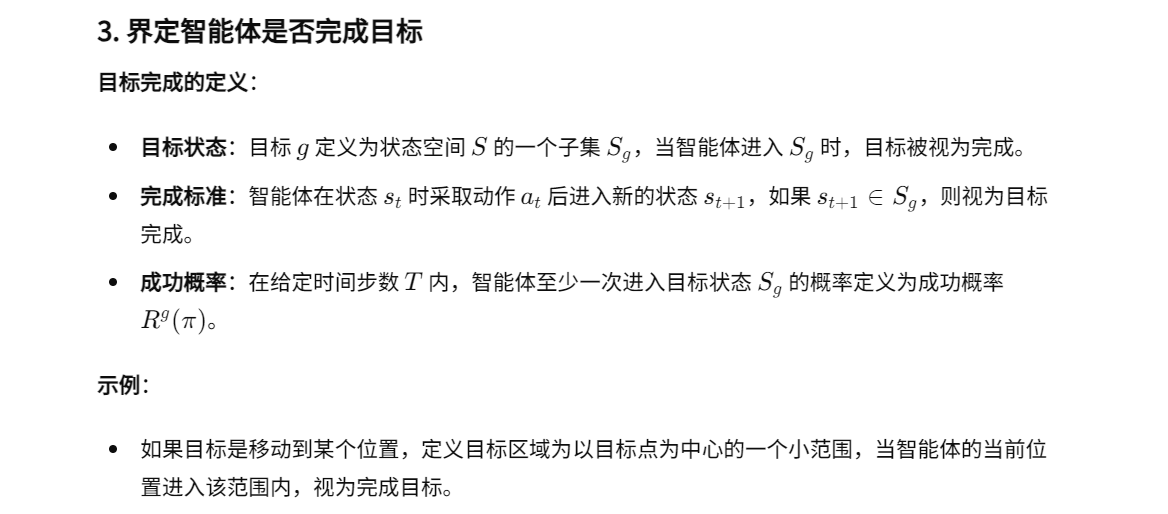 3. 界定智能体是否完成目标
目标完成的定义：
• 目标状态：目标 g 定义为状态空间 S 的一个子集 S_g，当智能体进入 S_g 时，目标被视为完成。
• 完成标准：智能体在状态 s_t 时采取动作 a_t 后进入新的状态 s_{t+1}，如果 s_{t+1} ∈ S_g，则视为目标
完成。
• 成功概率：在给定时间步数 T 内，智能体至少一次进入目标状态 S_g 的概率定义为成功概率
R^g(π)。
示例：
• 如果目标是移动到某个位置，定义目标区域为以目标点为中心的一个小范围，当智能体的当前位
置进入该范围内，视为完成目标。